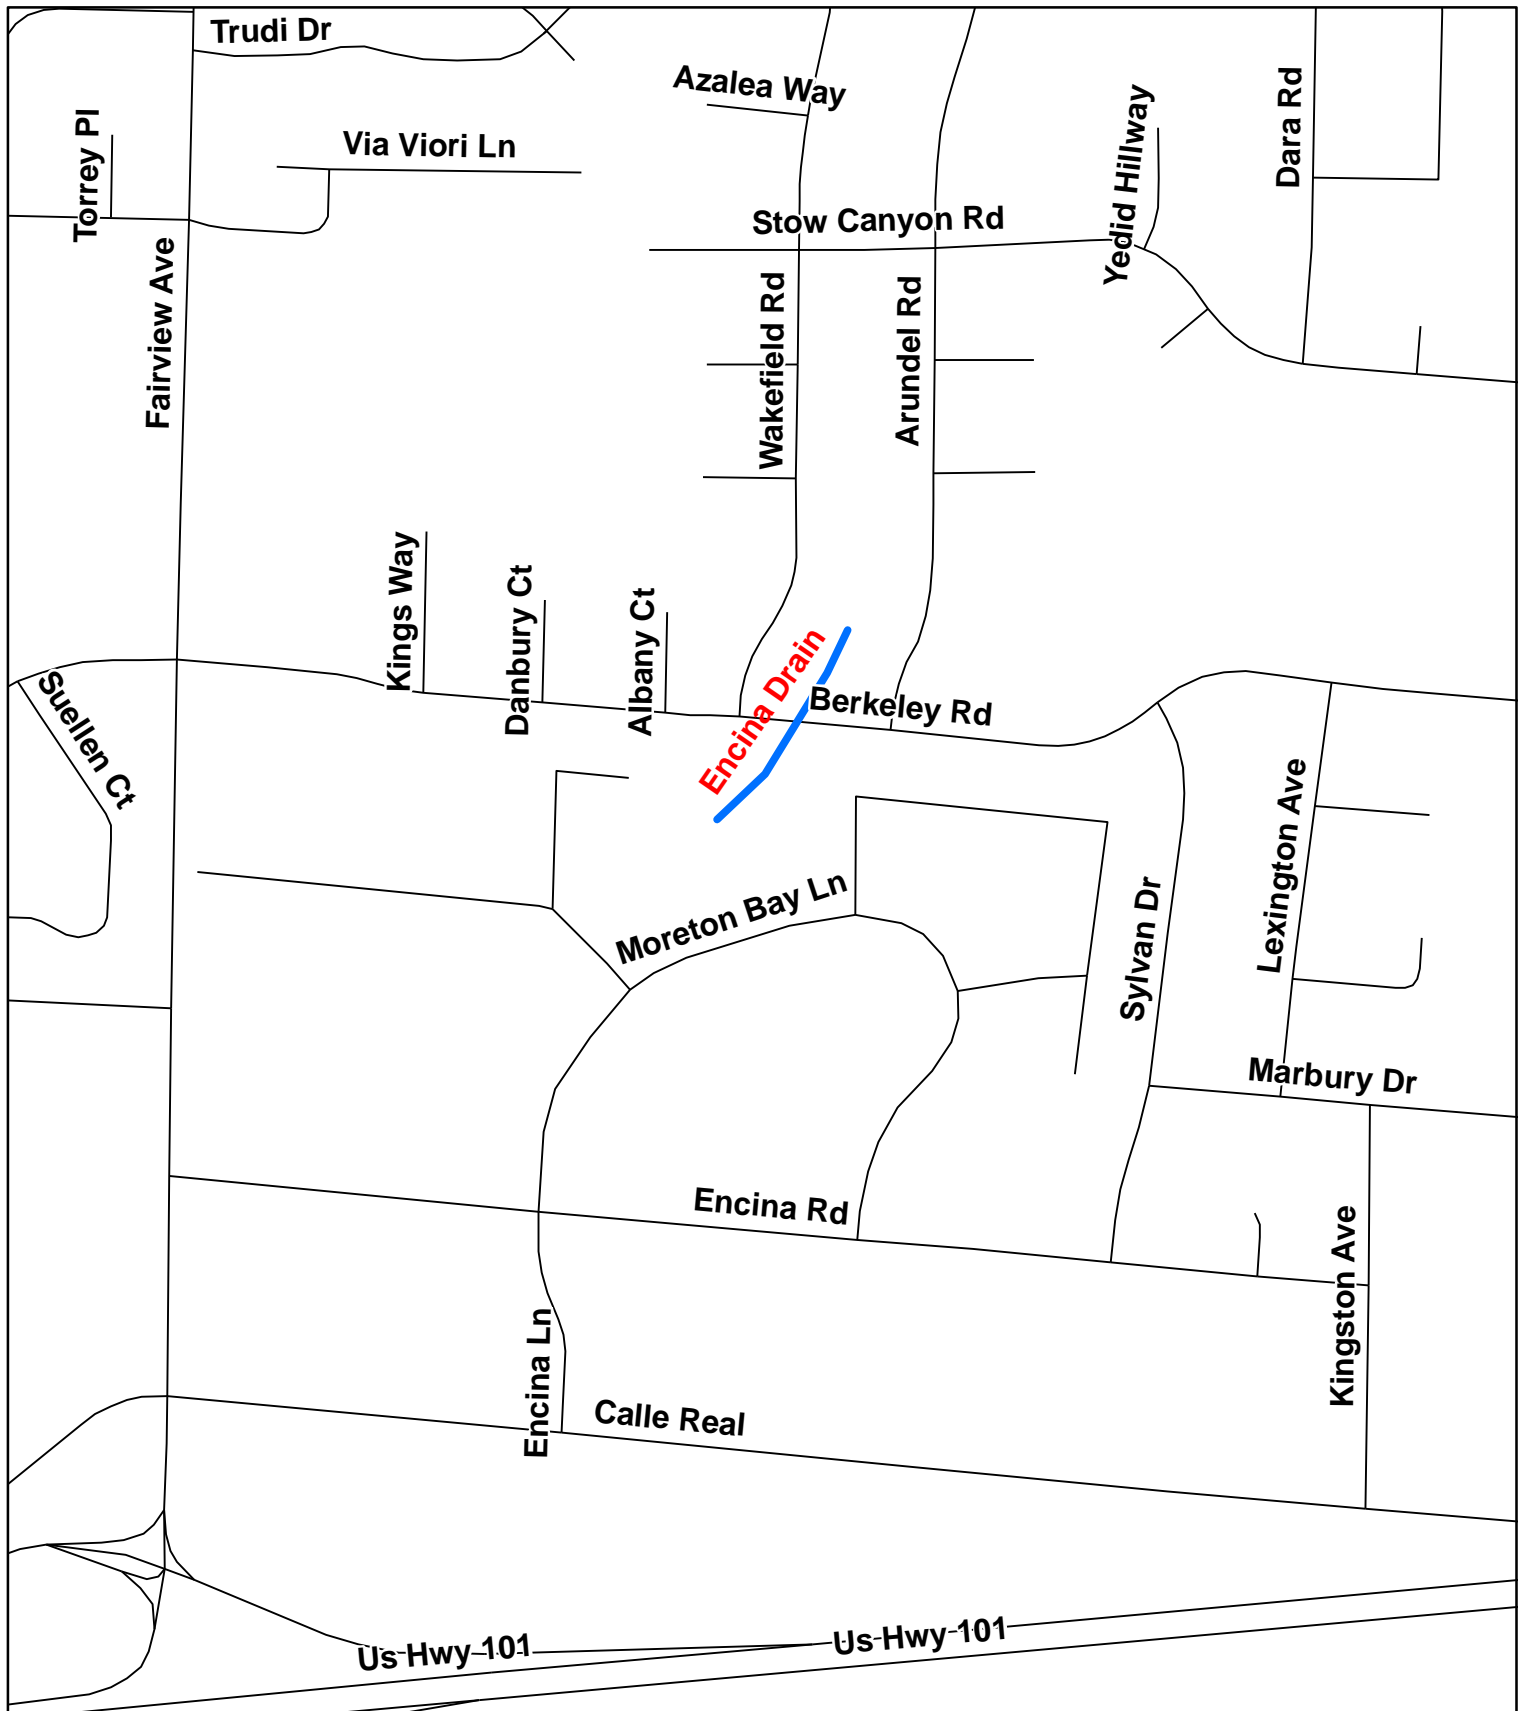 Trudi Dr
Azalea Way
Torrey Pl
Via Viori Ln
Dara Rd
Yedid Hillway
Stow Canyon Rd
Fairview Ave
Wakefield Rd
Arundel Rd
Kings Way
Danbury Ct
Albany Ct
Encina Drain
Berkeley Rd
Suellen Ct
Lexington Ave
Moreton Bay Ln
Sylvan Dr
Marbury Dr
Encina Rd
Kingston Ave
Encina Ln
Calle Real
Us Hwy 101
Us Hwy 101